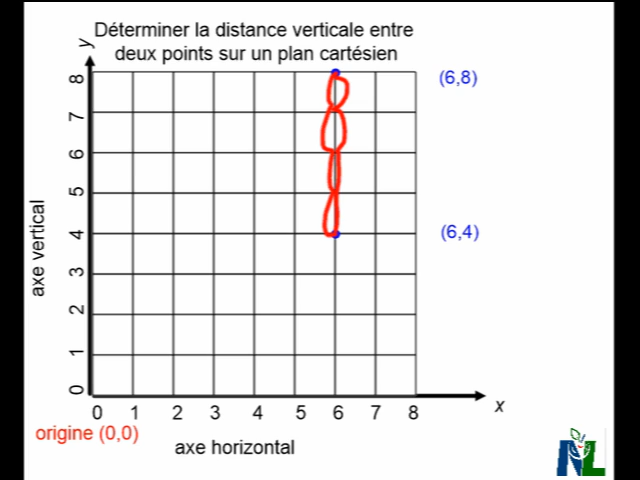 Déterminer la distance verticale entre
deux points sur un plan cartésien
y
8
(6,8)
7
6
5
4
(6,4)
3
2
1
0
axe vertical
0 1 2 3 4 5 6 7 8
x
origine (0,0)
axe horizontal
NL